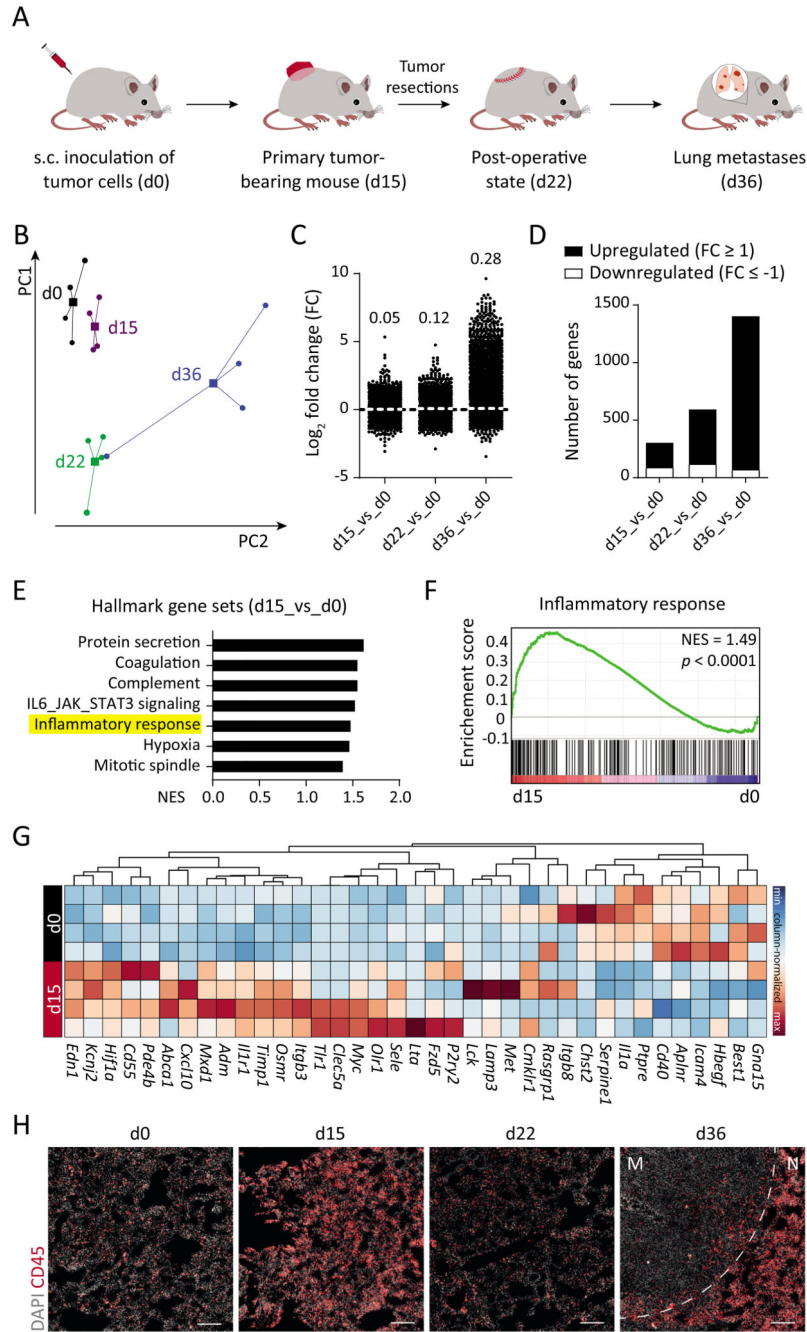 A
Tumor
resections
s.c. inoculation of
tumor cells (d0)
Primary tumor-
bearing mouse (d15)
Post-operative
state (d22)
Lung metastases
(d36)
B
PC1
d0
d15
d36
d22
PC2
C
Log2 fold change (FC)
10
5
0
-5
0.05
0.12
0.28
d15_vs_d0
d22_vs_d0
d36_vs_d0
D
Upregulated (FC ≥ 1)
Downregulated (FC ≤ -1)
Number of genes
1500
1000
500
0
d15_vs_d0
d22_vs_d0
d36_vs_d0
E
Hallmark gene sets (d15_vs_d0)
Protein secretion
Coagulation
Complement
IL6_JAK_STAT3 signaling
Inflammatory response
Hypoxia
Mitotic spindle
NES
0.0
0.5
1.0
1.5
2.0
F
Inflammatory response
Enrichement score
0.4
0.3
0.2
0.1
0
-0.1
NES = 1.49
p < 0.0001
d15
d0
G
d0
d15
min
column-normalized
max
Edn1
Kcnj2
Hif1a
Cd55
Pde4b
Abca1
Cxcl10
Mxd1
Adm
Il1r1
Timp1
Osmr
Itgb3
Tlr1
Clec5a
Myc
Olr1
Sele
Lta
Fzd5
P2ry2
Lck
Lamp3
Met
Cmklr1
Rasgrp1
Itgb8
Chst2
Serpine1
Il1a
Ptpre
Cd40
Aplnr
Icam4
Hbegf
Best1
Gna15
H
d0
d15
d22
d36
DAPI CD45
M
N